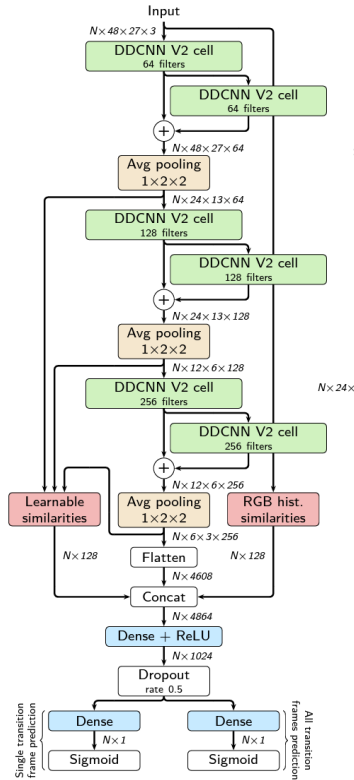 Input
N×48×27×3
DDCNN V2 cell
64 filters
DDCNN V2 cell
64 filters
+
N×48×27×64
Avg pooling
1×2×2
N×24×13×64
DDCNN V2 cell
128 filters
DDCNN V2 cell
128 filters
+
N×24×13×128
Avg pooling
1×2×2
N×12×6×128
N×24×
DDCNN V2 cell
256 filters
DDCNN V2 cell
256 filters
+
N×12×6×256
Learnable
similarities
Avg pooling
1×2×2
RGB hist.
similarities
N×6×3×256
N×128
Flatten
N×128
N×4608
Concat
N×4864
Dense + ReLU
N×1024
Dropout
rate 0.5
Single transition
frame prediction
Dense
N×1
Sigmoid
Dense
N×1
Sigmoid
All transition
frames prediction